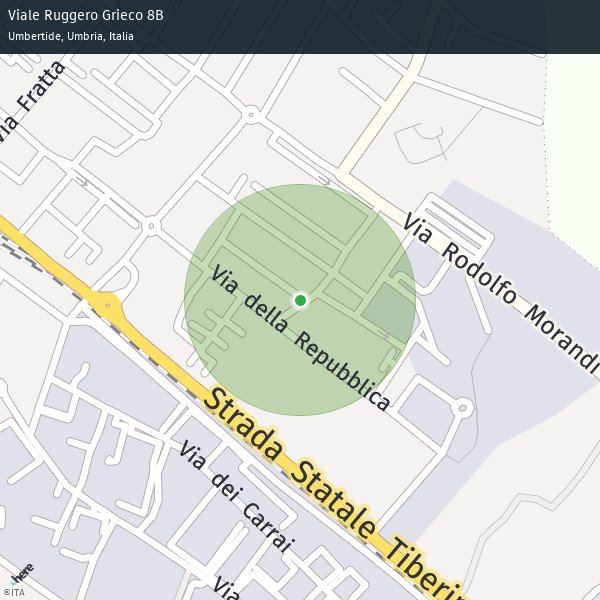 Viale Ruggero Grieco 8B
Umbertide, Umbria, Italia
Via Fratta
Via Rodolfo Morandi
Via della Repubblica
Strada Statale Tiberin
Via dei Carrai
Via
here
©ITA